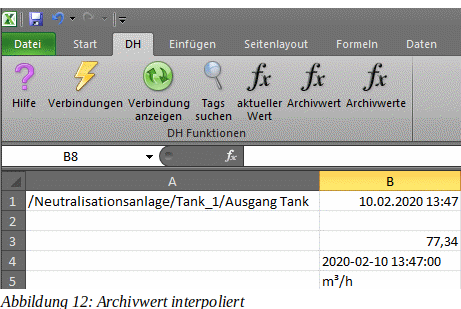 Datei Start DH Einfügen Seitenlayout Formeln Daten
Hilfe Verbindungen Verbindung anzeigen Tags suchen aktueller Wert Archivwert Archivwerte
DH Funktionen
B8 fx
A B
1 /Neutralisationsanlage/Tank_1/Ausgang Tank 10.02.2020 13:47
2
3 77,34
4 2020-02-10 13:47:00
5 m³/h
Abbildung 12: Archivwert interpoliert